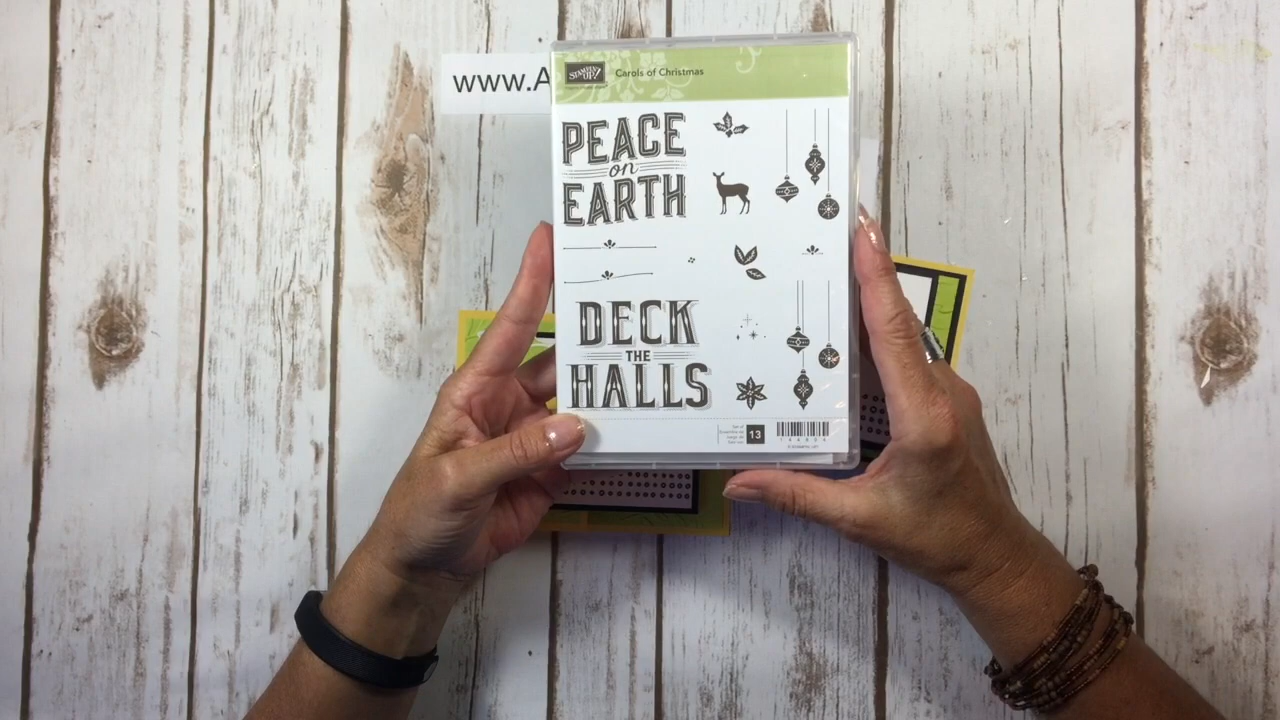 www.A
STAMPIN' UP!
Carols of Christmas
PEACE
on
EARTH
DECK
THE
HALLS
13